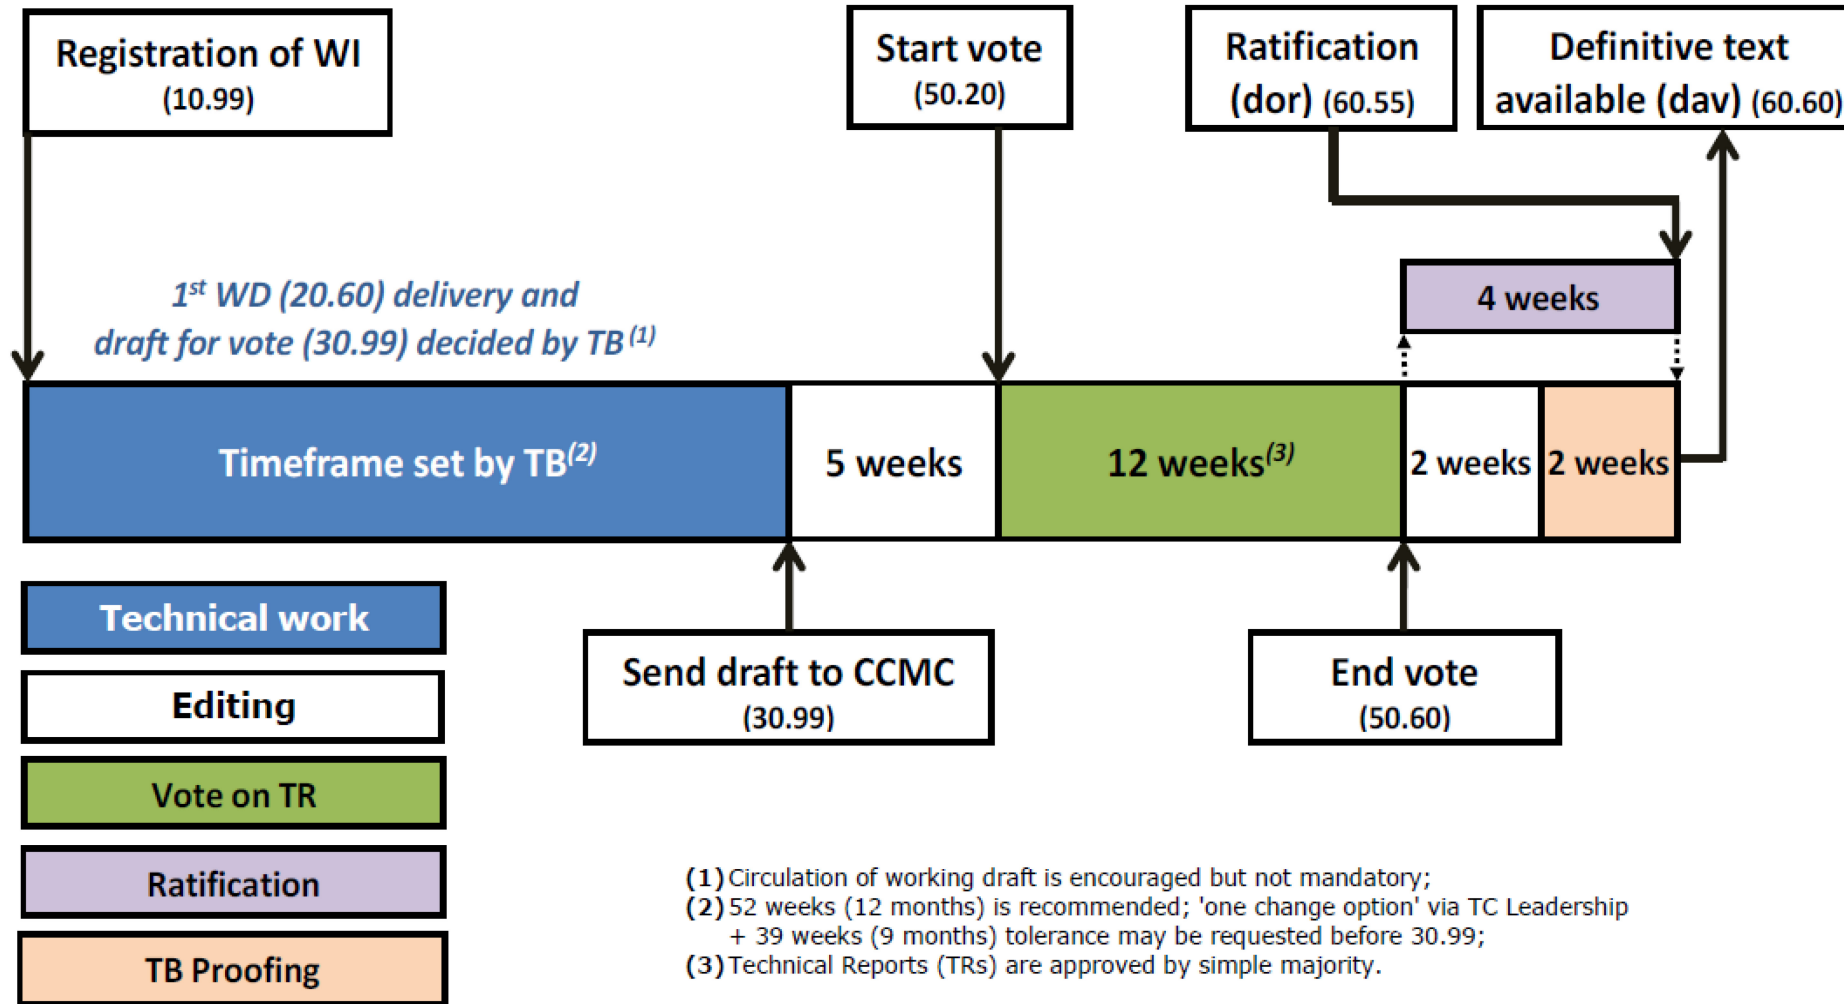 Registration of WI
(10.99)
Start vote
(50.20)
Ratification
(dor) (60.55)
Definitive text
available (dav) (60.60)
1st WD (20.60) delivery and
draft for vote (30.99) decided by TB (1)
4 weeks
Timeframe set by TB(2)
5 weeks
12 weeks(3)
2 weeks
2 weeks
Technical work
Editing
Vote on TR
Ratification
TB Proofing
Send draft to CCMC
(30.99)
End vote
(50.60)
(1) Circulation of working draft is encouraged but not mandatory;
(2) 52 weeks (12 months) is recommended; 'one change option' via TC Leadership
+ 39 weeks (9 months) tolerance may be requested before 30.99;
(3) Technical Reports (TRs) are approved by simple majority.